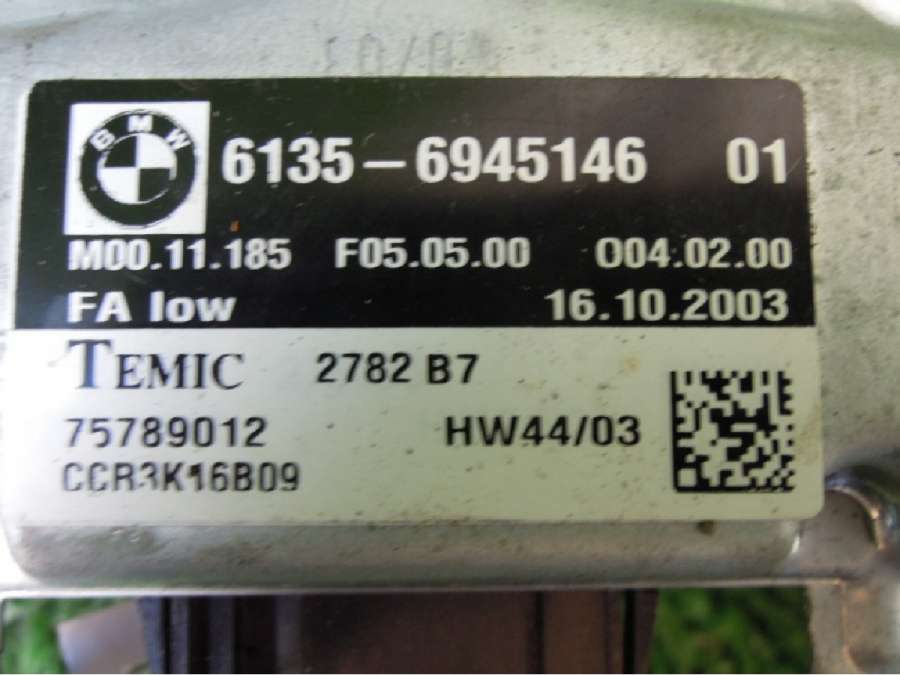 BMW
6135-6945146 01
M00.11.185 F05.05.00 O04.02.00
FA low 16.10.2003
TEMIC 2782 B7
75789012 HW44/03
CCR3K16B09